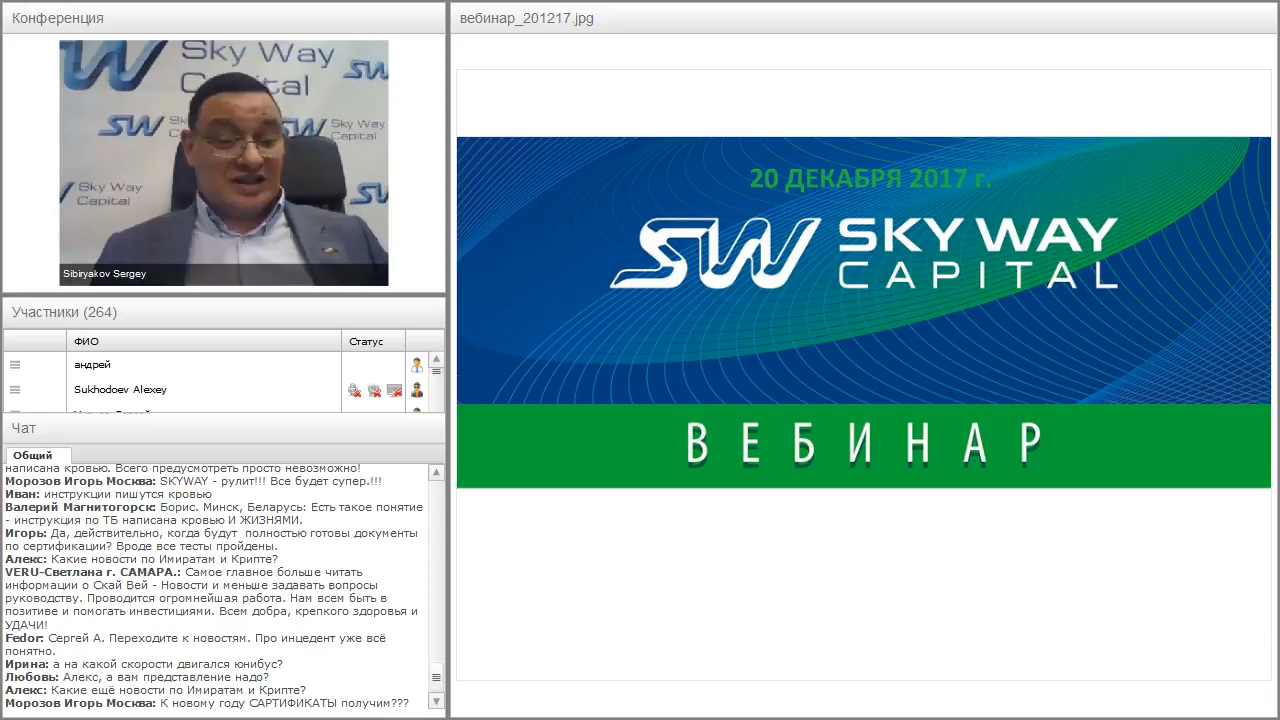 Конференция
Sky Way
Capital
SW
SW
SW
Sky Way
Capital
Sky Way
Capital
SW
Sibiryakov Sergey
Участники (264)
ФИО
Статус
андрей
Sukhodoev Alexey
Чат
Общий
написана кровью. Всего предусмотреть просто невозможно!
Морозов Игорь Москва: SKYWAY - рулит!!! Все будет супер.!!!
Иван: инструкции пишутся кровью
Валерий Магнитогорск: Борис. Минск, Беларусь: Есть такое понятие
- инструкция по ТБ написана кровью И ЖИЗНЯМИ.
Игорь: Да, действительно, когда будут полностью готовы документы
по сертификации? Вроде все тесты пройдены.
Алекс: Какие новости по Имиратам и Крипте?
VERU-Светлана г. САМАРА.: Самое главное больше читать
информации о Скай Вей - Новости и меньше задавать вопросы
руководству. Проводится огромнейшая работа. Нам всем быть в
позитиве и помогать инвестициями. Всем добра, крепкого здоровья и
УДАЧИ!
Fedor: Сергей А. Переходите к новостям. Про инцедент уже всё
понятно.
Ирина: а на какой скорости двигался юнибус?
Любовь: Алекс, а вам представление надо?
Алекс: Какие ещё новости по Имиратам и Крипте?
Морозов Игорь Москва: К новому году САРТИФИКАТЫ получим???
вебинар_201217.jpg
20 ДЕКАБРЯ 2017 г.
SW SKY WAY
CAPITAL
ВЕБИНАР